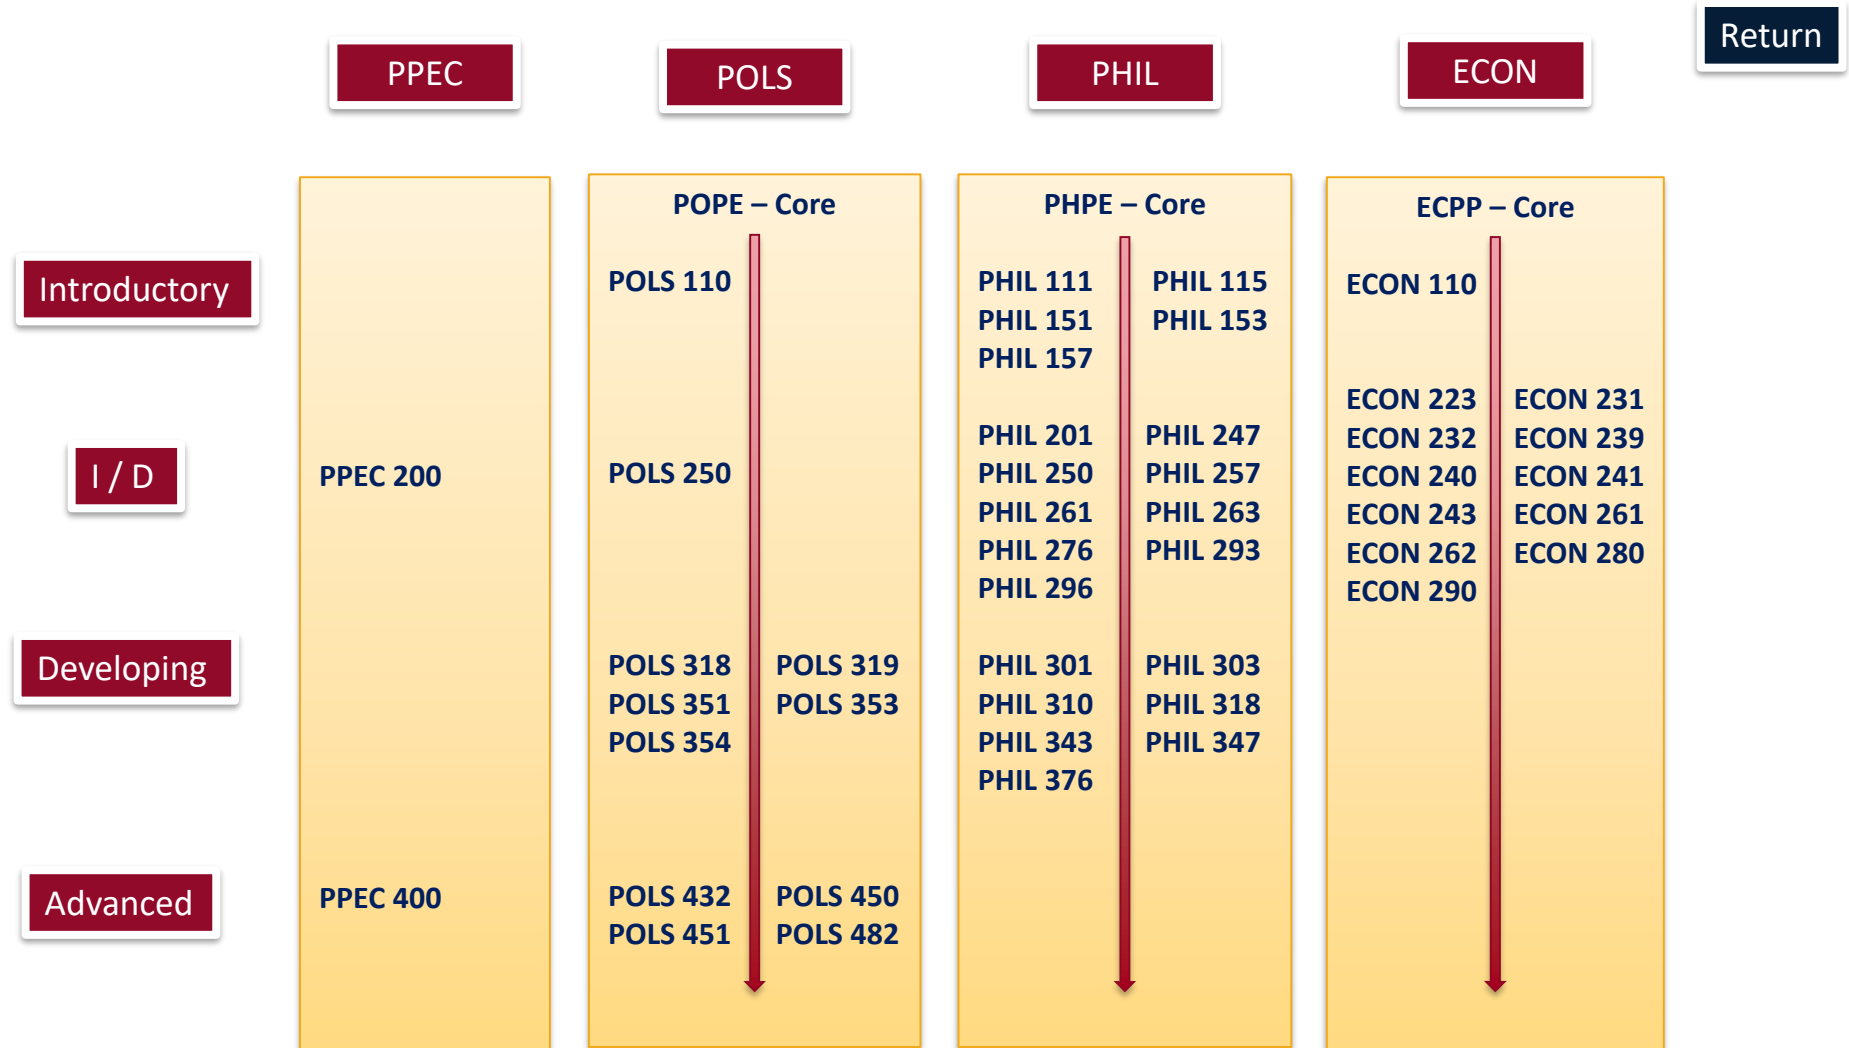 Return
PPEC POLS PHIL ECON
POPE – Core PHPE – Core ECPP – Core
Introductory POLS 110 PHIL 111 PHIL 115 ECON 110
PHIL 151 PHIL 153
PHIL 157
ECON 223 ECON 231
PHIL 201 PHIL 247 ECON 232 ECON 239
I / D PPEC 200 POLS 250 PHIL 250 PHIL 257 ECON 240 ECON 241
PHIL 261 PHIL 263 ECON 243 ECON 261
PHIL 276 PHIL 293 ECON 262 ECON 280
PHIL 296 ECON 290
Developing POLS 318 POLS 319 PHIL 301 PHIL 303
POLS 351 POLS 353 PHIL 310 PHIL 318
POLS 354 PHIL 343 PHIL 347
PHIL 376
Advanced PPEC 400 POLS 432 POLS 450
POLS 451 POLS 482